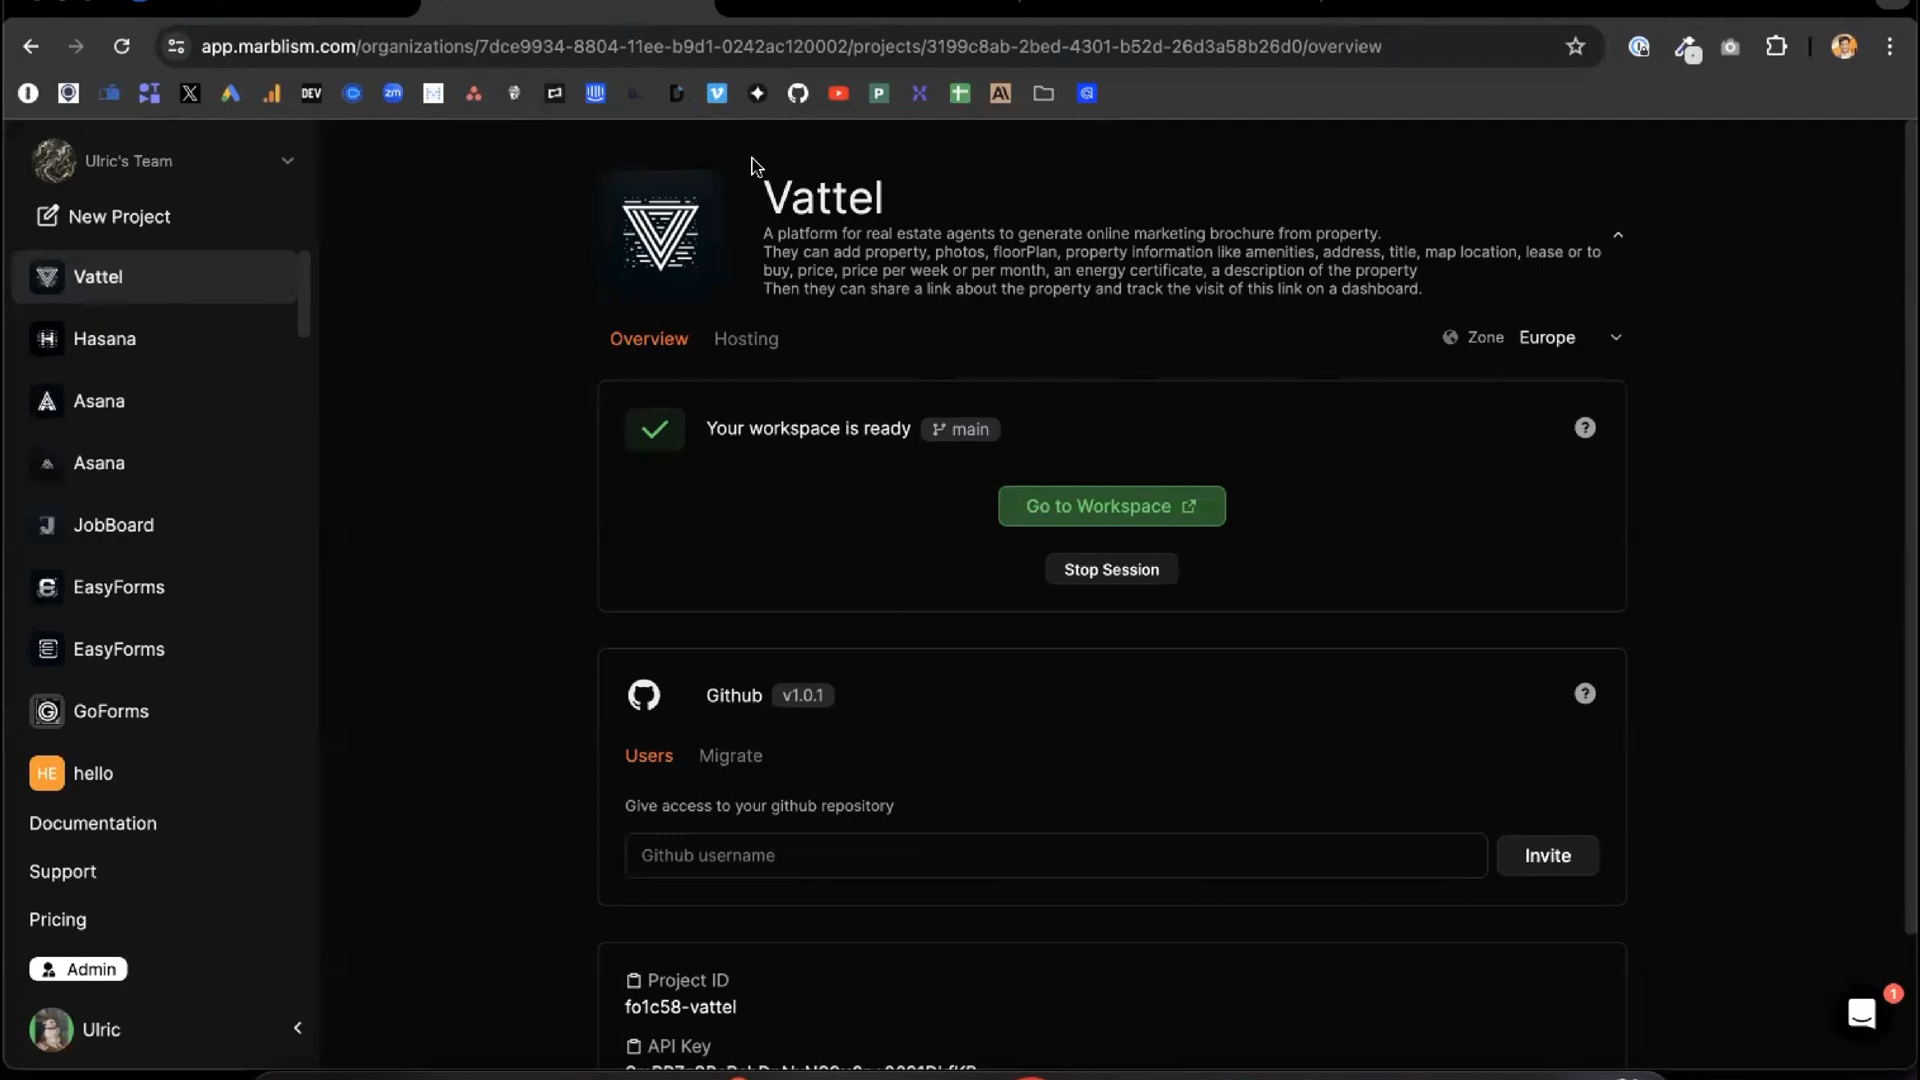 app.marblism.com/organizations/7dce9934-8804-11ee-b9d1-0242ac120002/projects/3199c8ab-2bed-4301-b52d-26d3a58b26d0/overview
DEV
zm
Ulric's Team
New Project
Vattel
Hasana
Asana
Asana
JobBoard
EasyForms
EasyForms
GoForms
HE hello
Documentation
Support
Pricing
Admin
Ulric
Vattel
A platform for real estate agents to generate online marketing brochure from property.
They can add property, photos, floorPlan, property information like amenities, address, title, map location, lease or to
buy, price, price per week or per month, an energy certificate, a description of the property
Then they can share a link about the property and track the visit of this link on a dashboard.
Overview Hosting
Zone Europe
Your workspace is ready main
Go to Workspace
Stop Session
Github v1.0.1
Users Migrate
Give access to your github repository
Github username
Invite
Project ID
fo1c58-vattel
API Key
1